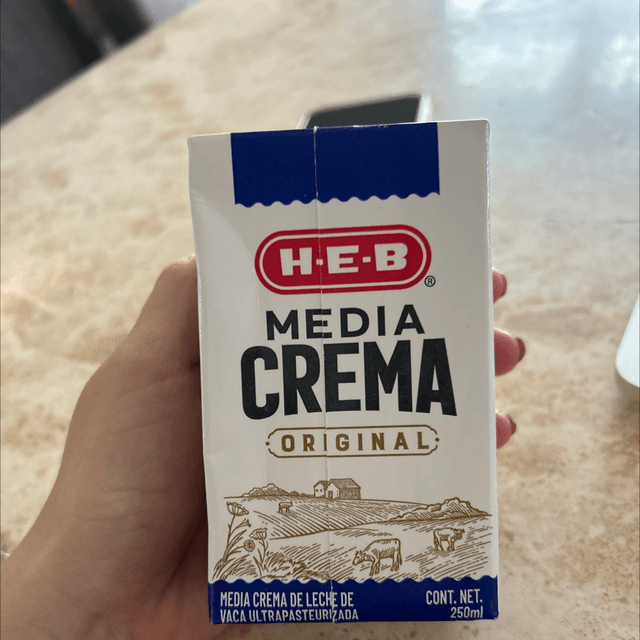 H-E-B
®
MEDIA
CREMA
ORIGINAL
MEDIA CREMA DE LECHE DE
VACA ULTRAPASTEURIZADA
CONT. NET.
250ml